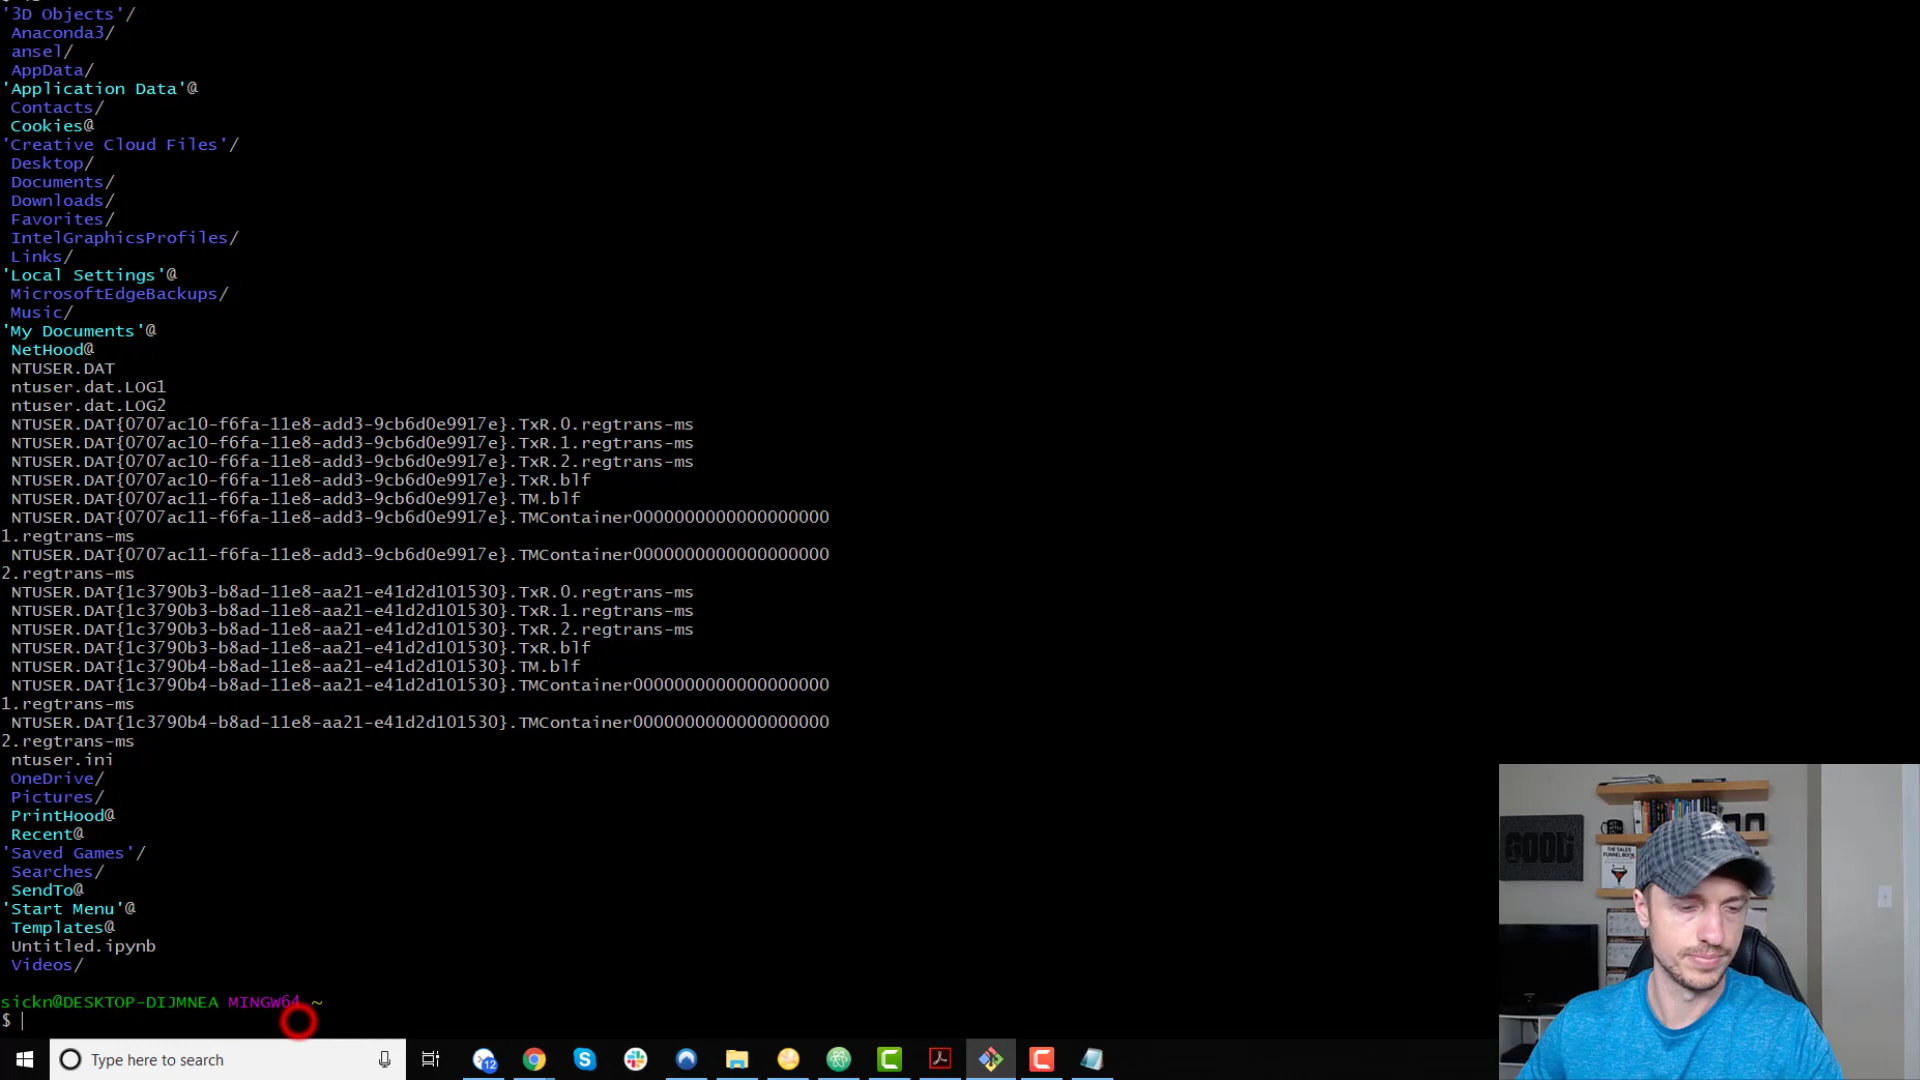 '3D Objects'/
Anaconda3/
ansel/
AppData/
'Application Data'@
Contacts/
Cookies@
'Creative Cloud Files'/
Desktop/
Documents/
Downloads/
Favorites/
IntelGraphicsProfiles/
Links/
'Local Settings'@
MicrosoftEdgeBackups/
Music/
'My Documents'@
NetHood@
NTUSER.DAT
ntuser.dat.LOG1
ntuser.dat.LOG2
NTUSER.DAT{0707ac10-f6fa-11e8-add3-9cb6d0e9917e}.TxR.0.regtrans-ms
NTUSER.DAT{0707ac10-f6fa-11e8-add3-9cb6d0e9917e}.TxR.1.regtrans-ms
NTUSER.DAT{0707ac10-f6fa-11e8-add3-9cb6d0e9917e}.TxR.2.regtrans-ms
NTUSER.DAT{0707ac10-f6fa-11e8-add3-9cb6d0e9917e}.TxR.blf
NTUSER.DAT{0707ac11-f6fa-11e8-add3-9cb6d0e9917e}.TM.blf
NTUSER.DAT{0707ac11-f6fa-11e8-add3-9cb6d0e9917e}.TMContainer0000000000000000000
1.regtrans-ms
NTUSER.DAT{0707ac11-f6fa-11e8-add3-9cb6d0e9917e}.TMContainer0000000000000000000
2.regtrans-ms
NTUSER.DAT{1c3790b3-b8ad-11e8-aa21-e41d2d101530}.TxR.0.regtrans-ms
NTUSER.DAT{1c3790b3-b8ad-11e8-aa21-e41d2d101530}.TxR.1.regtrans-ms
NTUSER.DAT{1c3790b3-b8ad-11e8-aa21-e41d2d101530}.TxR.2.regtrans-ms
NTUSER.DAT{1c3790b3-b8ad-11e8-aa21-e41d2d101530}.TxR.blf
NTUSER.DAT{1c3790b4-b8ad-11e8-aa21-e41d2d101530}.TM.blf
NTUSER.DAT{1c3790b4-b8ad-11e8-aa21-e41d2d101530}.TMContainer0000000000000000000
1.regtrans-ms
NTUSER.DAT{1c3790b4-b8ad-11e8-aa21-e41d2d101530}.TMContainer0000000000000000000
2.regtrans-ms
ntuser.ini
OneDrive/
Pictures/
PrintHood@
Recent@
'Saved Games'/
Searches/
SendTo@
'Start Menu'@
Templates@
Untitled.ipynb
Videos/
sickn@DESKTOP-DIJMNEA MINGW64 ~
$
Type here to search
12
GOOD
THE SALES
FUNNEL BOOK